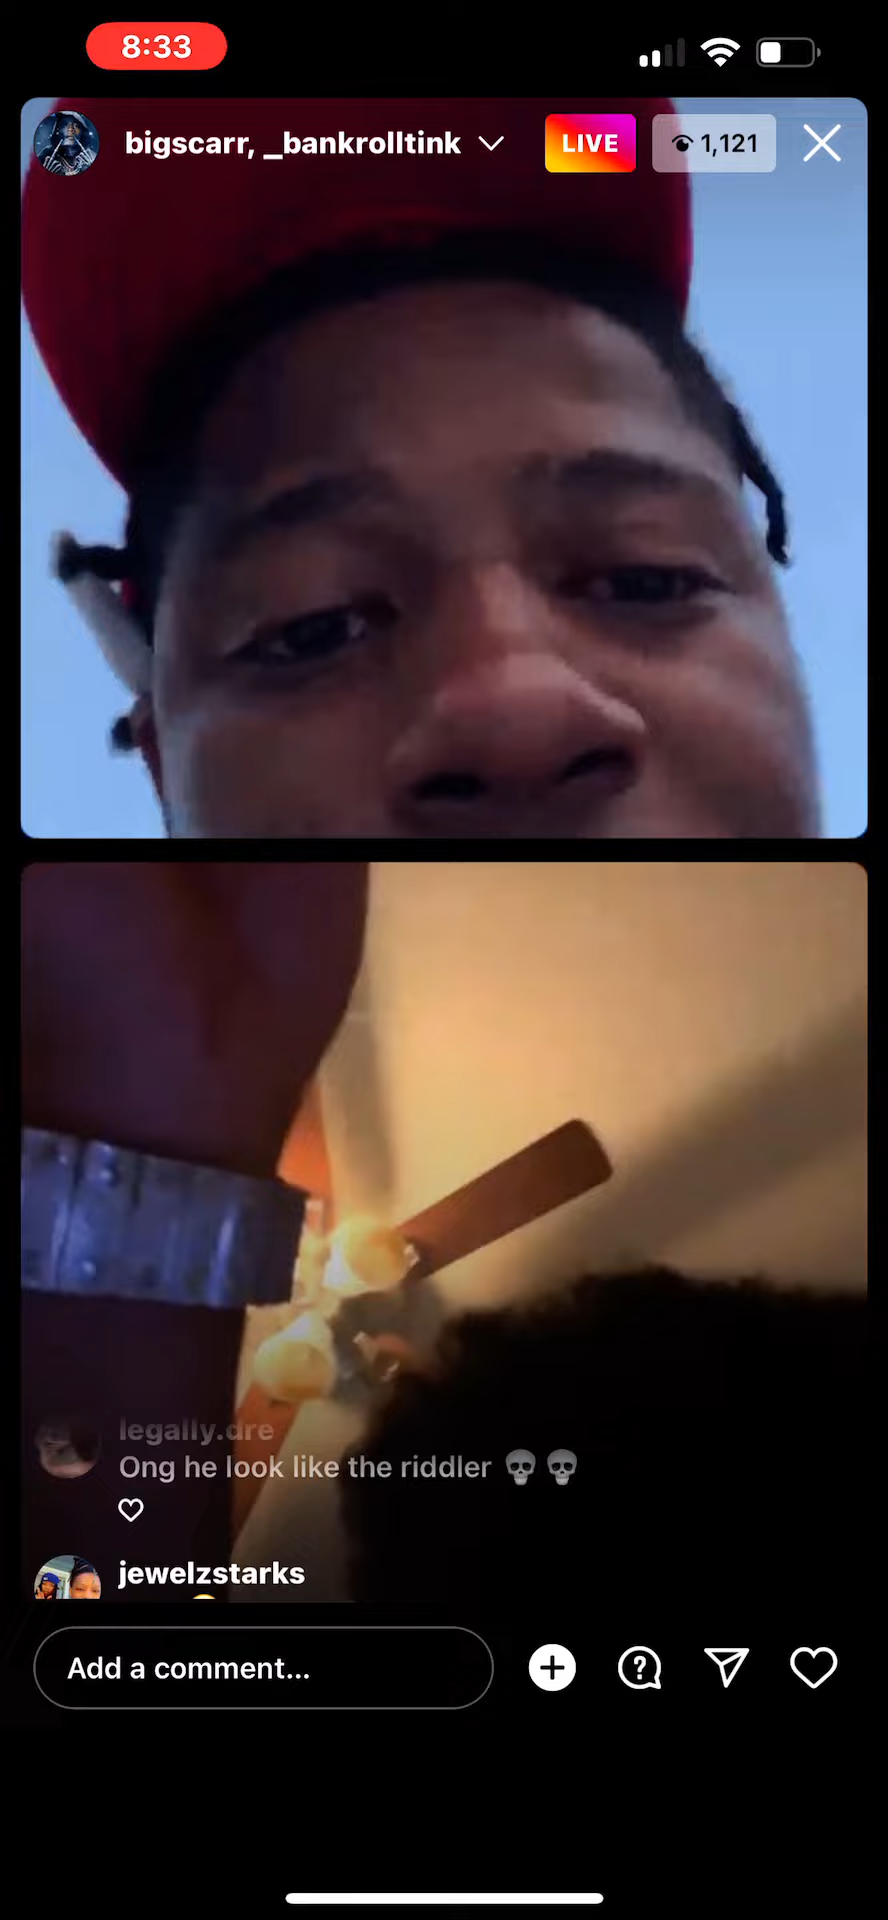 8:33
bigscarr, _bankrolltink
LIVE
1,121
legally.dre
Ong he look like the riddler 💀💀
jewelzstarks
Add a comment...